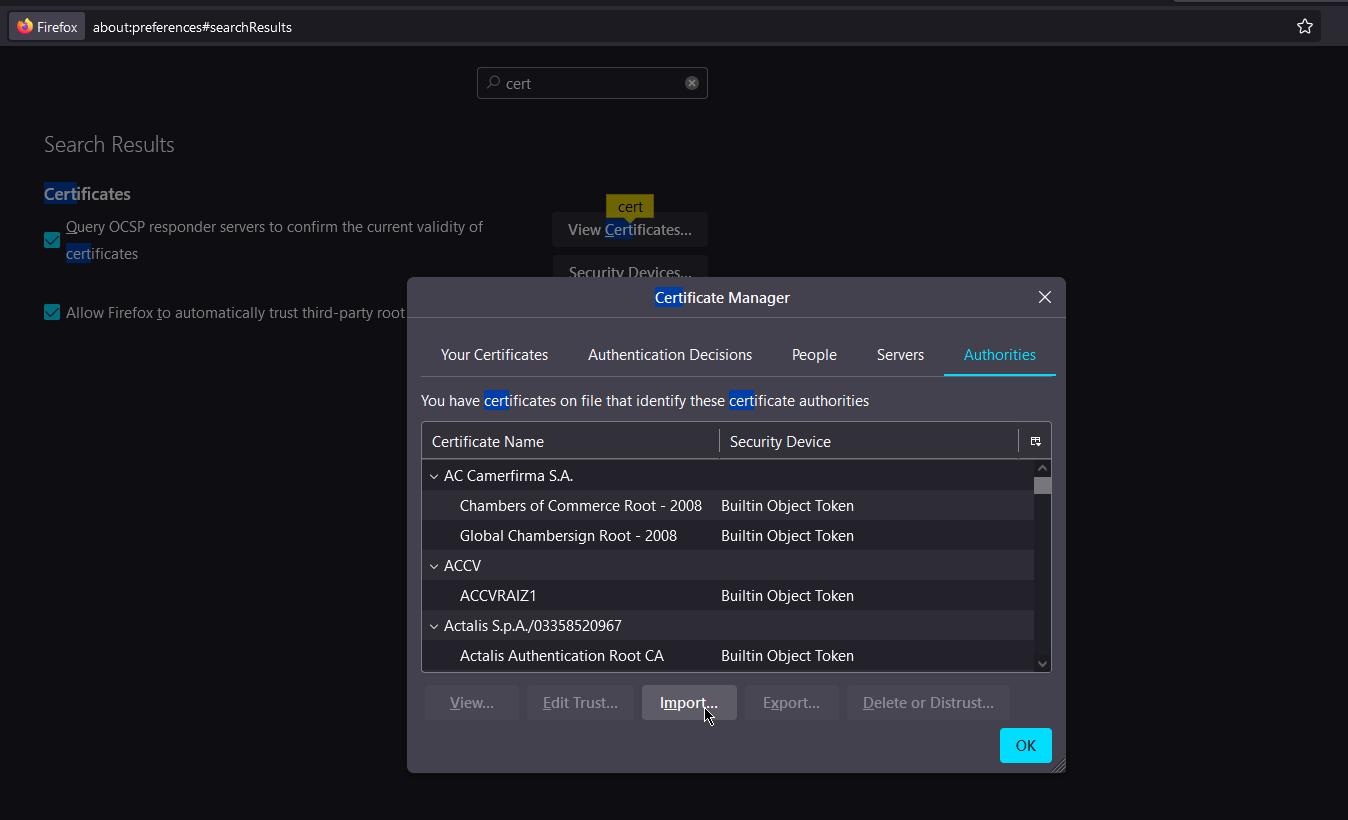 Firefox about:preferences#searchResults
cert
Search Results
Certificates
Query OCSP responder servers to confirm the current validity of
certificates
cert
View Certificates...
Security Devices...
Allow Firefox to automatically trust third-party root
Certificate Manager
Your Certificates Authentication Decisions People Servers Authorities
You have certificates on file that identify these certificate authorities
Certificate Name Security Device
AC Camerfirma S.A.
Chambers of Commerce Root - 2008 Builtin Object Token
Global Chambersign Root - 2008 Builtin Object Token
ACCV
ACCVRAIZ1 Builtin Object Token
Actalis S.p.A./03358520967
Actalis Authentication Root CA Builtin Object Token
View... Edit Trust... Import... Export... Delete or Distrust...
OK